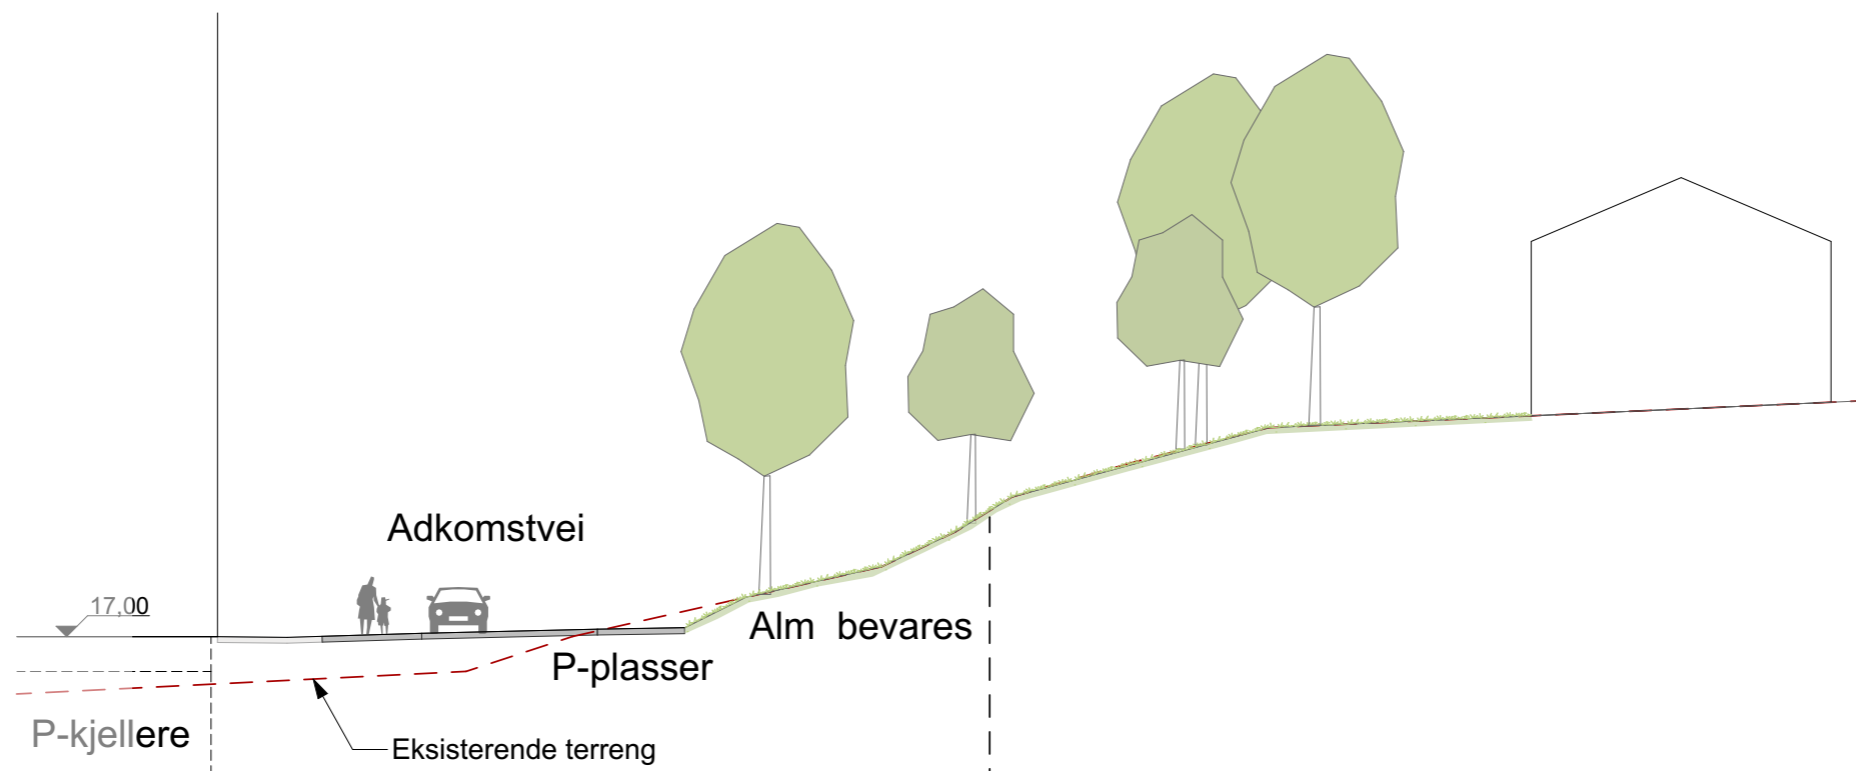 Adkomstvei
17,00
Alm bevares
P-plasser
P-kjellere
Eksisterende terreng